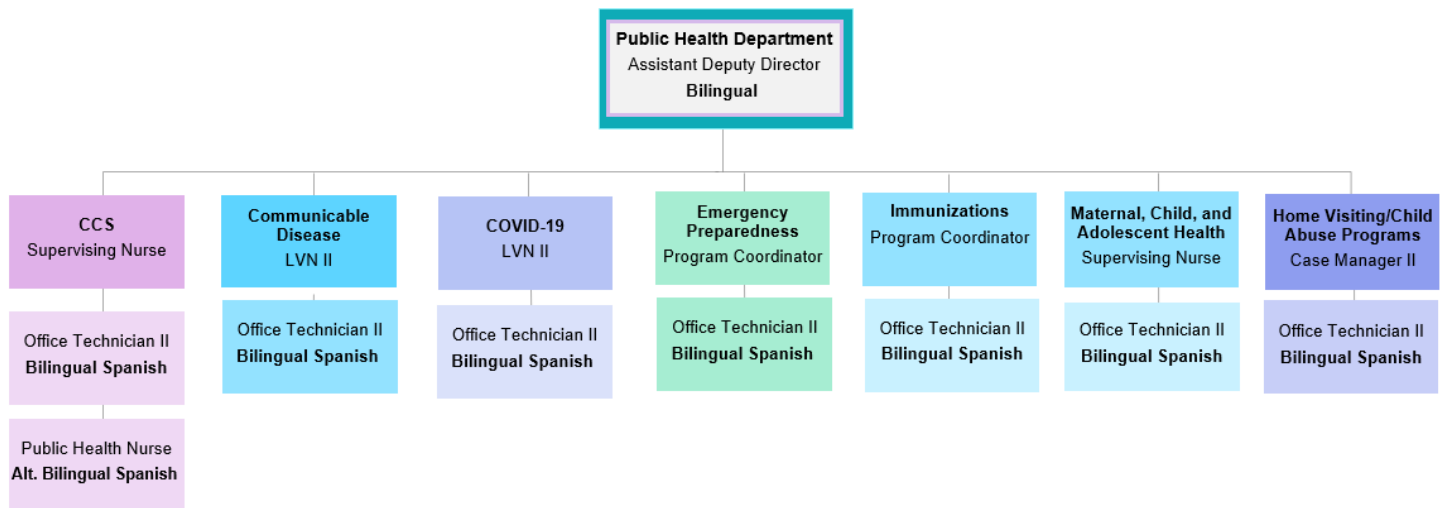 Public Health Department
Assistant Deputy Director
Bilingual
CCS
Supervising Nurse
Communicable
Disease
LVN II
COVID-19
LVN II
Emergency
Preparedness
Program Coordinator
Immunizations
Program Coordinator
Maternal, Child, and
Adolescent Health
Supervising Nurse
Home Visiting/Child
Abuse Programs
Case Manager II
Office Technician II
Bilingual Spanish
Office Technician II
Bilingual Spanish
Office Technician II
Bilingual Spanish
Office Technician II
Bilingual Spanish
Office Technician II
Bilingual Spanish
Office Technician II
Bilingual Spanish
Office Technician II
Bilingual Spanish
Public Health Nurse
Alt. Bilingual Spanish